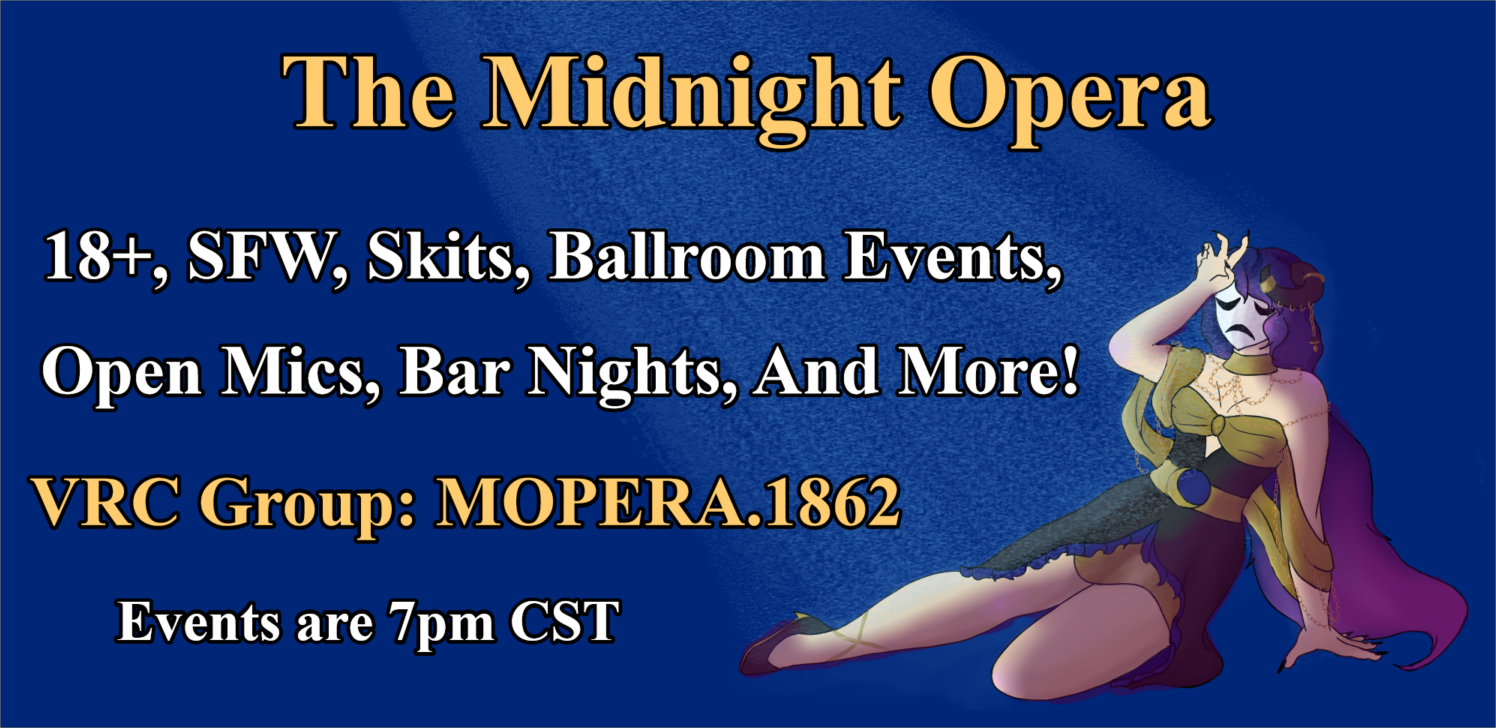 The Midnight Opera
18+, SFW, Skits, Ballroom Events,
Open Mics, Bar Nights, And More!
VRC Group: MOPERA.1862
Events are 7pm CST